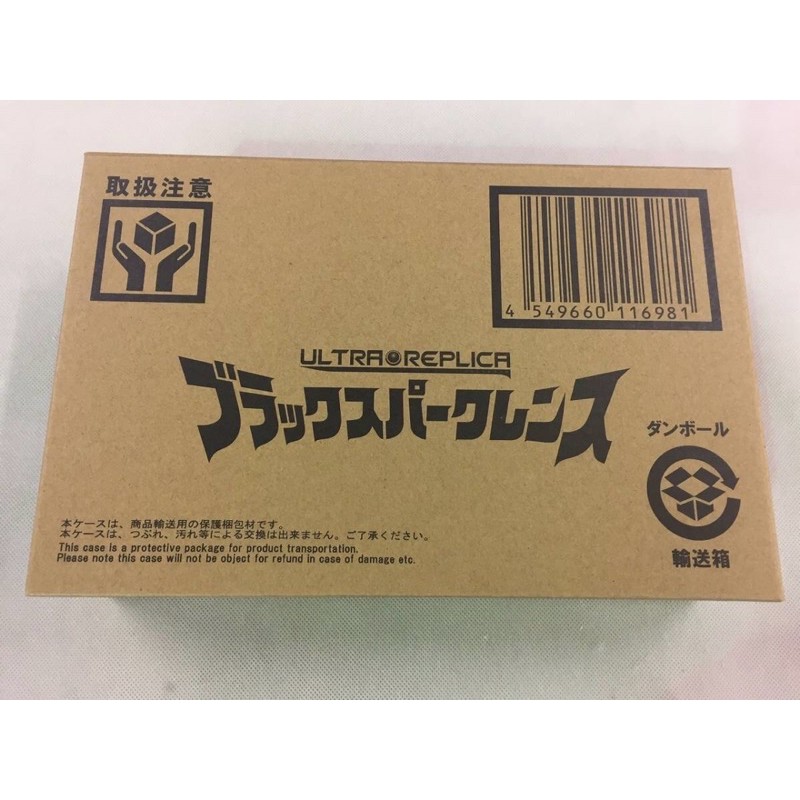 取扱注意
4 549660 116981
ULTRA REPLICA
ブラックスパークレンス
ダンボール
輸送箱
本ケースは、商品輸送用の保護梱包材です。
本ケースは、つぶれ、汚れ等による交換は出来ません。ご了承ください。
This case is a protective package for product transportation.
Please note this case will not be object for refund in case of damage etc.